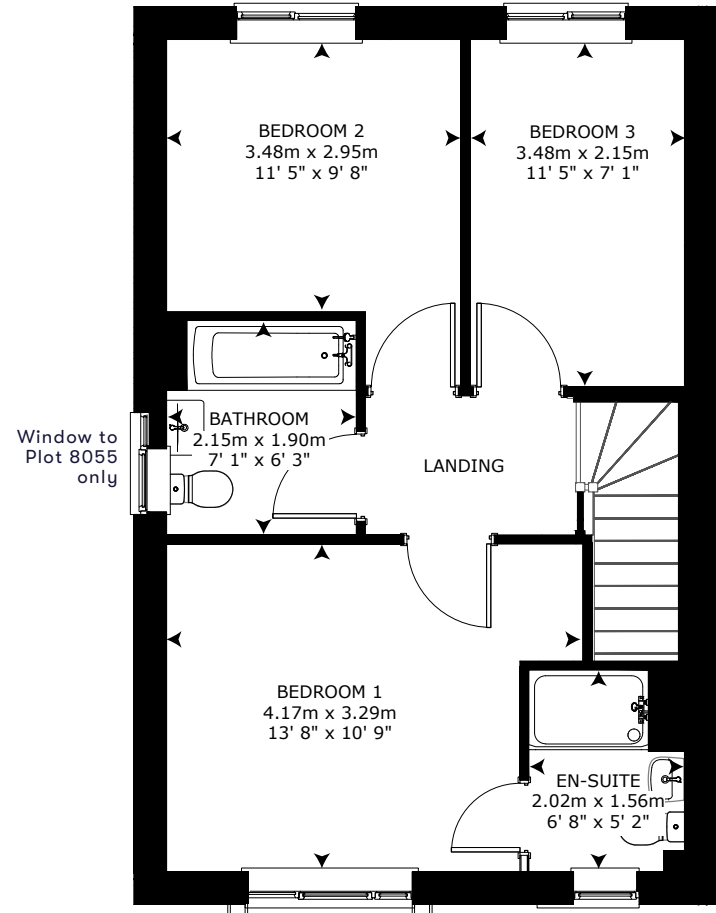 BEDROOM 2
3.48m x 2.95m
11' 5" x 9' 8"
BEDROOM 3
3.48m x 2.15m
11' 5" x 7' 1"
Window to
Plot 8055
only
BATHROOM
2.15m x 1.90m
7' 1" x 6' 3"
LANDING
BEDROOM 1
4.17m x 3.29m
13' 8" x 10' 9"
EN-SUITE
2.02m x 1.56m
6' 8" x 5' 2"